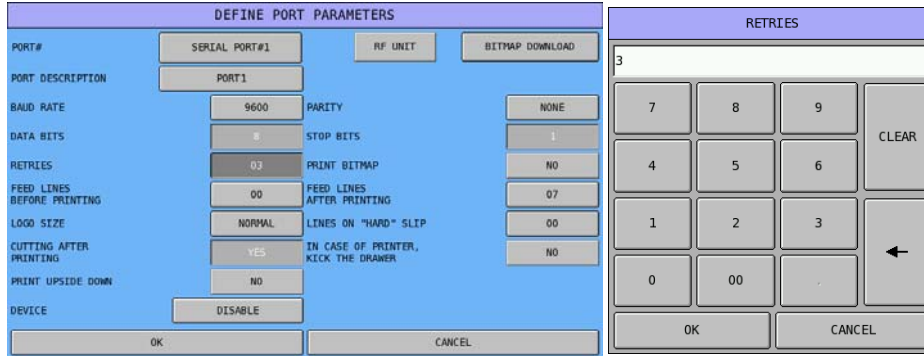 DEFINE PORT PARAMETERS
PORT# SERIAL PORT#1 RF UNIT BITMAP DOWNLOAD
PORT DESCRIPTION PORT1
BAUD RATE 9600 PARITY NONE
DATA BITS 8 STOP BITS 1
RETRIES 03 PRINT BITMAP NO
FEED LINES
BEFORE PRINTING 00 FEED LINES
AFTER PRINTING 07
LOGO SIZE NORMAL LINES ON "HARD" SLIP 00
CUTTING AFTER
PRINTING YES IN CASE OF PRINTER,
KICK THE DRAWER NO
PRINT UPSIDE DOWN NO
DEVICE DISABLE
OK CANCEL
RETRIES
3
7 8 9 CLEAR
4 5 6
1 2 3 ←
0 00 .
OK CANCEL